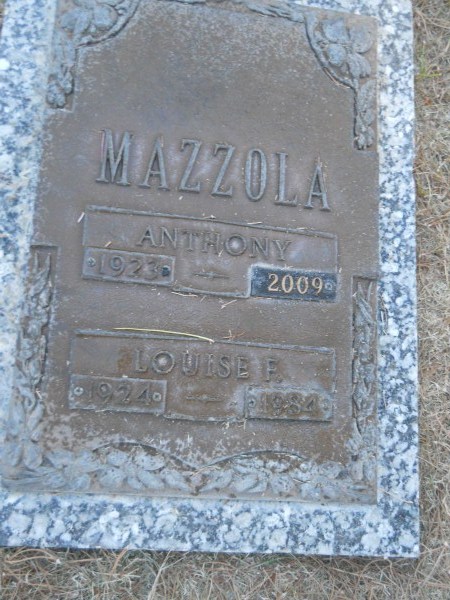 MAZZOLA
ANTHONY
1923 2009
LOUISE F.
1924 1984